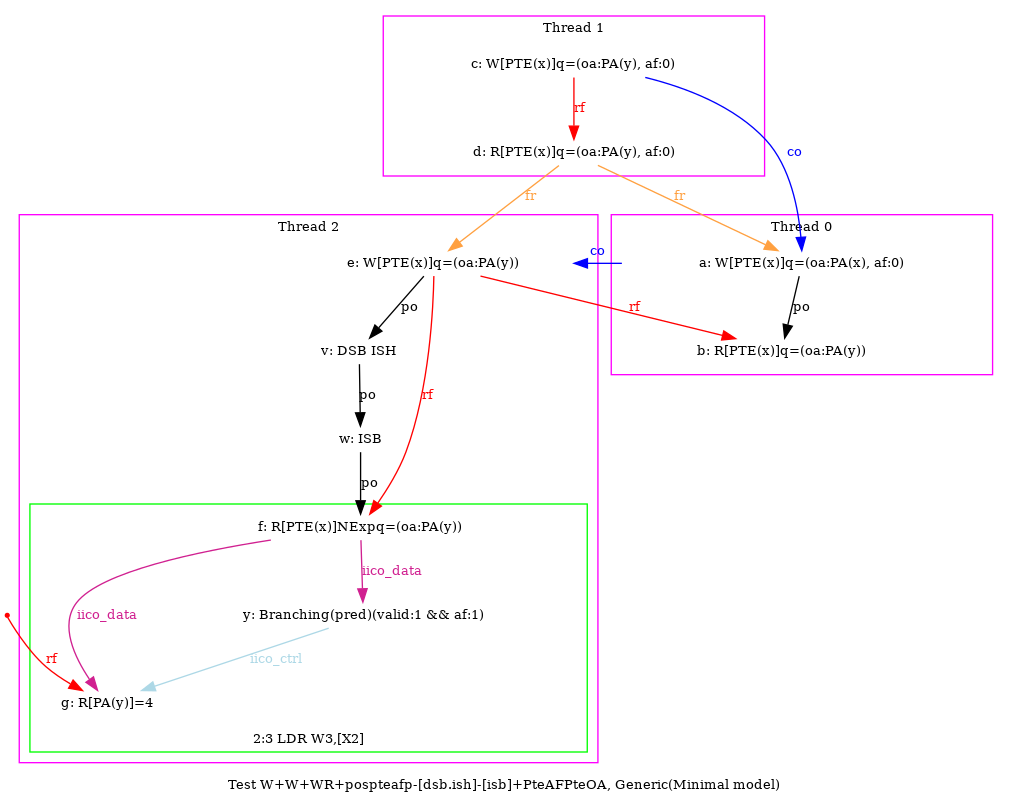 Thread 1
c: W[PTE(x)]q=(oa:PA(y), af:0)
rf
co
d: R[PTE(x)]q=(oa:PA(y), af:0)
fr
fr
Thread 2
Thread 0
co
e: W[PTE(x)]q=(oa:PA(y))
a: W[PTE(x)]q=(oa:PA(x), af:0)
po
rf
po
v: DSB ISH
b: R[PTE(x)]q=(oa:PA(y))
po
rf
w: ISB
po
f: R[PTE(x)]NExpq=(oa:PA(y))
iico_data
iico_data
y: Branching(pred)(valid:1 && af:1)
rf
iico_ctrl
g: R[PA(y)]=4
2:3 LDR W3,[X2]
Test W+W+WR+pospteafp-[dsb.ish]-[isb]+PteAFPteOA, Generic(Minimal model)